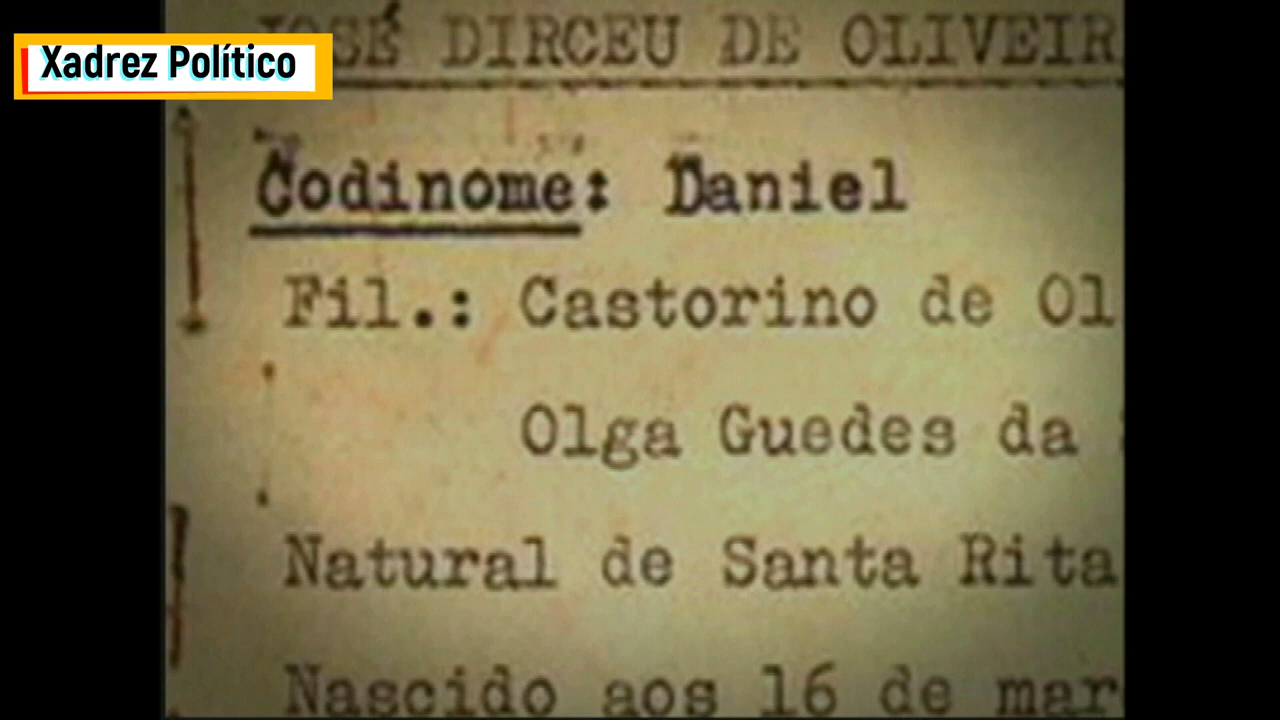 JOSÉ DIRCEU DE OLIVEIR
Xadrez Político
Codinome: Daniel
Fil.: Castorino de Ol
Olga Guedes da
Natural de Santa Rita
Nascido aos 16 de mar